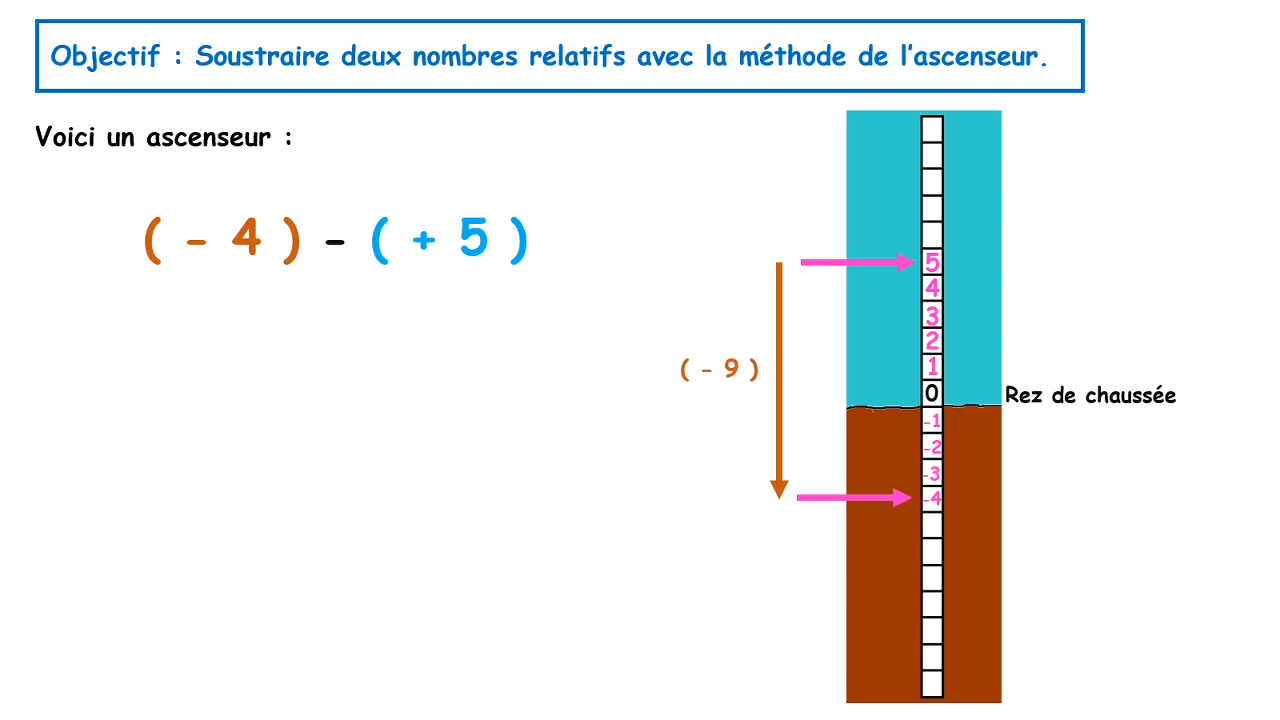 Objectif : Soustraire deux nombres relatifs avec la méthode de l'ascenseur.
Voici un ascenseur :
( - 4 ) - ( + 5 )
5
4
3
2
( - 9 )
1
0 Rez de chaussée
-1
-2
-3
-4